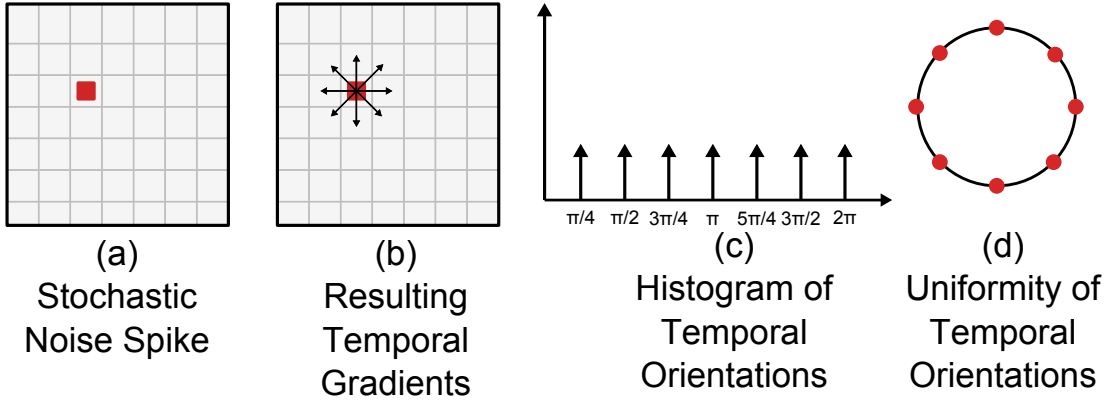 π/4 π/2 3π/4 π 5π/4 3π/2 2π
(a)
Stochastic
Noise Spike
(b)
Resulting
Temporal
Gradients
(c)
Histogram of
Temporal
Orientations
(d)
Uniformity of
Temporal
Orientations